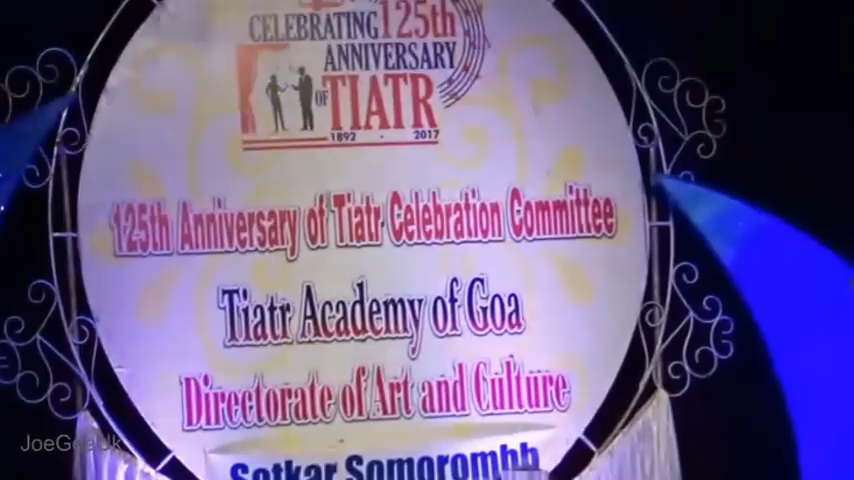 CELEBRATING 125th
ANNIVERSARY
of TIATR
1892 - 2017
125th Anniversary of Tiatr Celebration Committee
Tiatr Academy of Goa
Directorate of Art and Culture
Sotkar Somorombh
JoeGoaUk